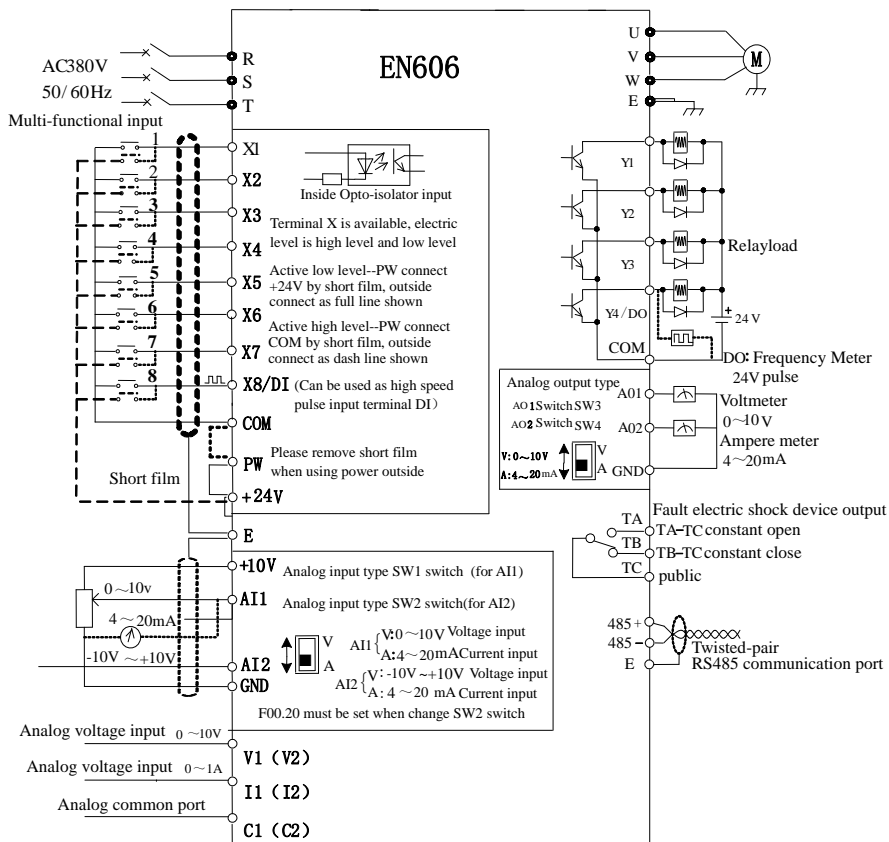 EN606
AC380V
50/60Hz
R
S
T
Multi-functional input
1
2
3
4
5
6
7
8
X1
X2
X3
X4
X5
X6
X7
X8/DI
(Can be used as high speed
pulse input terminal DI）
COM
PW
+24V
E
Inside Opto-isolator input
Terminal X is available, electric
level is high level and low level
Active low level--PW connect
+24V by short film, outside
connect as full line shown
Active high level--PW connect
COM by short film, outside
connect as dash line shown
Please remove short film
when using power outside
Short film
+10V
AI1
AI2
GND
0～10v
4～20mA
-10V ～+10V
Analog input type SW1 switch (for AI1)
Analog input type SW2 switch(for AI2)
V
A
AI1
V:0～10V Voltage input
A:4～20mA Current input
AI2
V:-10V～+10V Voltage input
A:4～20 mA Current input
F00.20 must be set when change SW2 switch
Analog voltage input 0～10V
V1 (V2)
Analog voltage input 0～1A
I1 (I2)
Analog common port
C1 (C2)
U
V
W
E
M
Y1
Y2
Y3
Y4/DO
COM
Relayload
+
24V
DO: Frequency Meter
24V pulse
Analog output type
AO1Switch SW3
AO2 Switch SW4
V:0～10V
A:4～20mA
V
A
A01
A02
GND
Voltmeter
0～10V
Ampere meter
4～20mA
Fault electric shock device output
TA
TA-TC constant open
TB
TB-TC constant close
TC
public
485+
485-
E
Twisted-pair
RS485 communication port